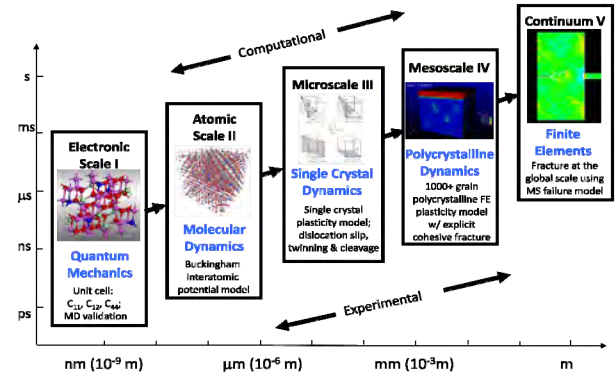 Computational
s
ms
μs
ns
ps
Electronic
Scale I
Quantum
Mechanics
Unit cell:
C11, C12, C44;
MD validation
Atomic
Scale II
Molecular
Dynamics
Buckingham
interatomic
potential model
Microscale III
Single Crystal
Dynamics
Single crystal
plasticity model;
dislocation slip,
twinning & cleavage
Mesoscale IV
Polycrystalline
Dynamics
1000+ grain
polycrystalline FE
plasticity model
w/ explicit
cohesive fracture
Continuum V
Finite
Elements
Fracture at the
global scale using
MS failure model
Experimental
nm (10-9 m)
μm (10-6 m)
mm (10-3m)
m